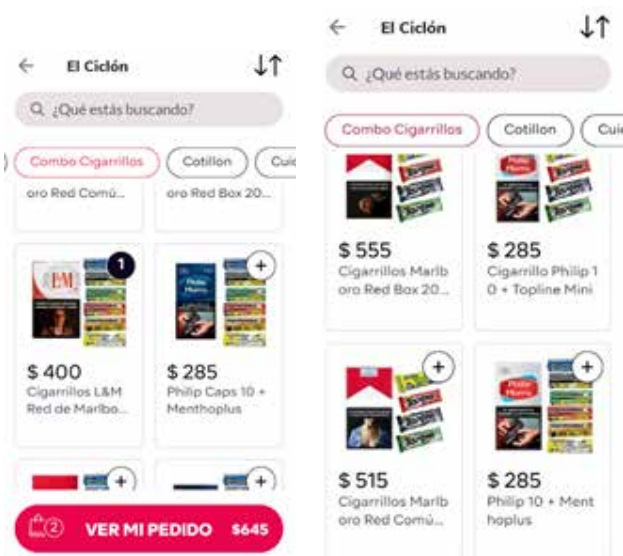 El Ciclón
¿Qué estás buscando?
Combo Cigarrillos
Cotillon
oro Red Comú...
oro Red Box 20...
L&M
1
+
$ 400
Cigarrillos L&M
Red de Marlbo...
$ 285
Philip Caps 10 +
Menthoplus
+
+
2
VER MI PEDIDO $645
El Ciclón
¿Qué estás buscando?
Combo Cigarrillos
Cotillon
$ 555
Cigarrillos Marlb
oro Red Box 20...
$ 285
Cigarrillo Philip 1
0 + Topline Mini
+
+
$ 515
Cigarrillos Marlb
oro Red Comú...
Philip
Morris
$ 285
Philip 10 + Ment
hoplus